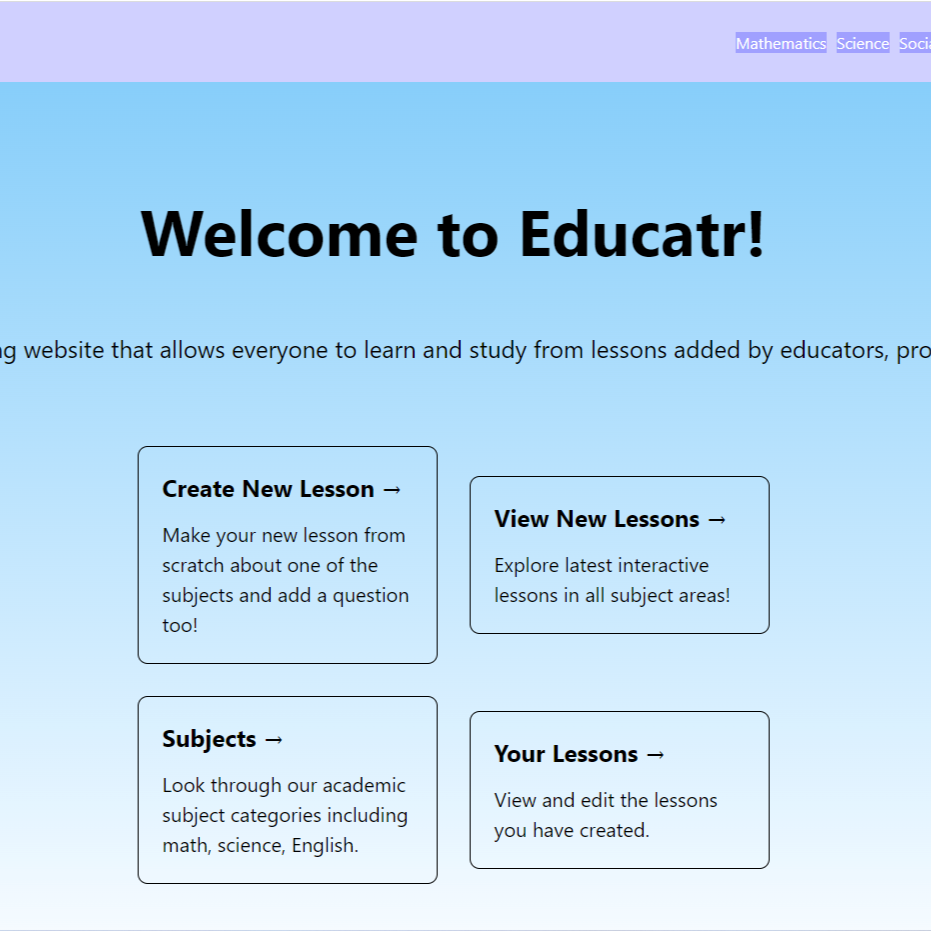 Mathematics Science
Welcome to Educatr!
website that allows everyone to learn and study from lessons added by educators,
Create New Lesson →
Make your new lesson from
scratch about one of the
subjects and add a question
too!
View New Lessons →
Explore latest interactive
lessons in all subject areas!
Subjects →
Look through our academic
subject categories including
math, science, English.
Your Lessons →
View and edit the lessons
you have created.